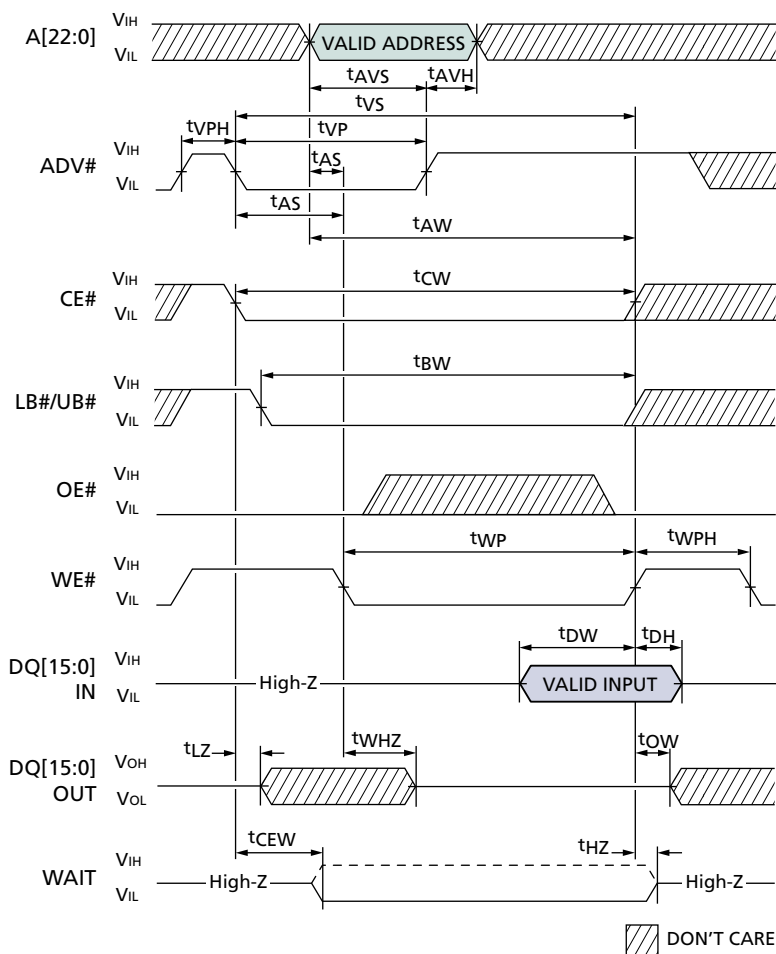 A[22:0] VIH VIL VALID ADDRESS
tAVS tAVH
tVS
tVPH tVP
ADV# VIH VIL tAS
tAS
tAW
CE# VIH VIL tCW
tBW
LB#/UB# VIH VIL
OE# VIH VIL
tWP tWPH
WE# VIH VIL
tDW tDH
DQ[15:0] IN VIH VIL High-Z VALID INPUT
tLZ tWHZ tOW
DQ[15:0] OUT VOH VOL
tCEW tHZ
WAIT VIH VIL High-Z High-Z
DON'T CARE